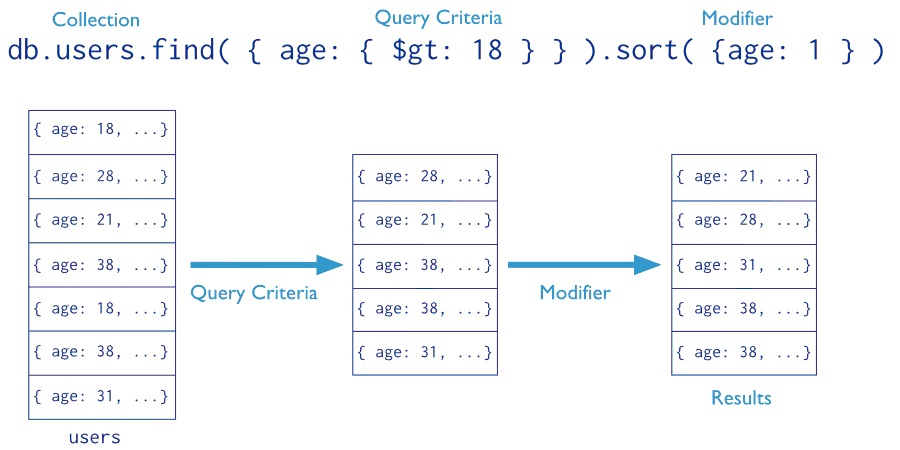 Collection Query Criteria Modifier
db.users.find( { age: { $gt: 18 } } ).sort( {age: 1 } )
{ age: 18, ...}
{ age: 28, ...}
{ age: 21, ...}
{ age: 38, ...}
{ age: 18, ...}
{ age: 38, ...}
{ age: 31, ...}
users
Query Criteria
{ age: 28, ...}
{ age: 21, ...}
{ age: 38, ...}
{ age: 38, ...}
{ age: 31, ...}
Modifier
{ age: 21, ...}
{ age: 28, ...}
{ age: 31, ...}
{ age: 38, ...}
{ age: 38, ...}
Results